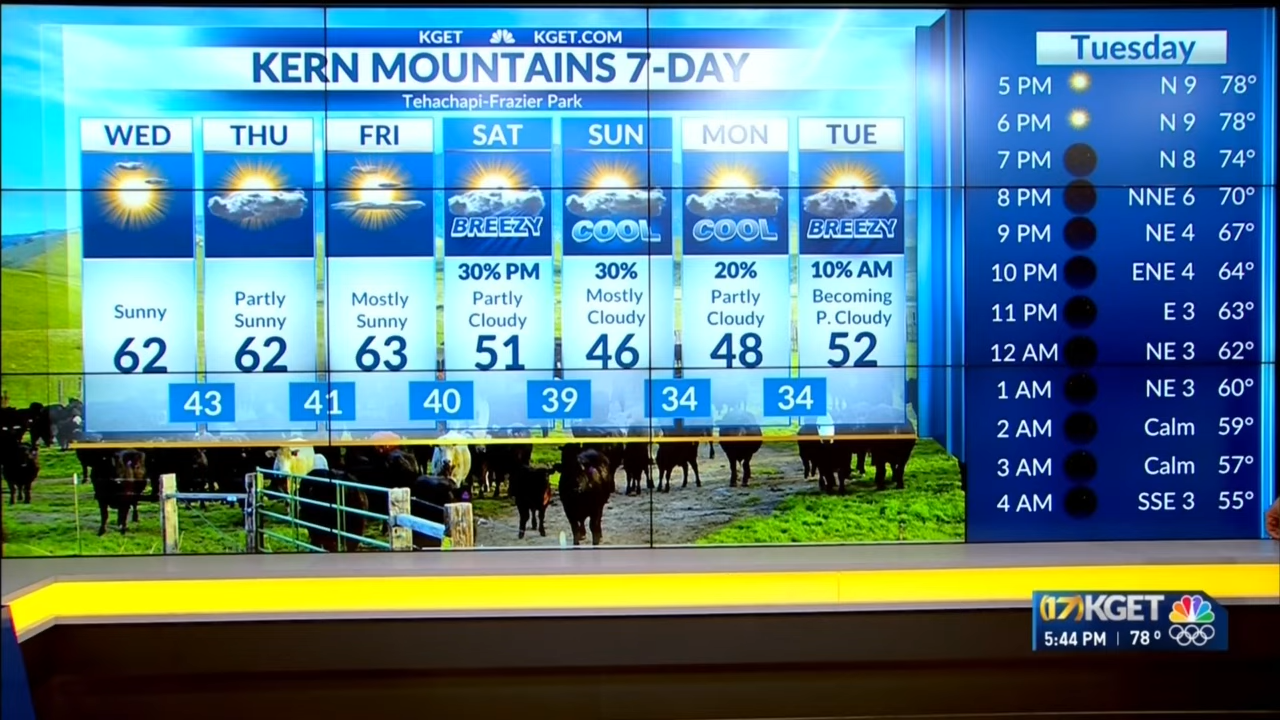 KGET KGET.COM
KERN MOUNTAINS 7-DAY
Tehachapi-Frazier Park
WED THU FRI SAT SUN MON TUE
BREEZY COOL COOL BREEZY
30% PM 30% 20% 10% AM
Sunny Partly Sunny Mostly Sunny Partly Cloudy Mostly Cloudy Partly Cloudy Becoming P. Cloudy
62 62 63 51 46 48 52
43 41 40 39 34 34
Tuesday
5 PM N 9 78°
6 PM N 9 78°
7 PM N 8 74°
8 PM NNE 6 70°
9 PM NE 4 67°
10 PM ENE 4 64°
11 PM E 3 63°
12 AM NE 3 62°
1 AM NE 3 60°
2 AM Calm 59°
3 AM Calm 57°
4 AM SSE 3 55°
(17) KGET
5:44 PM | 78°